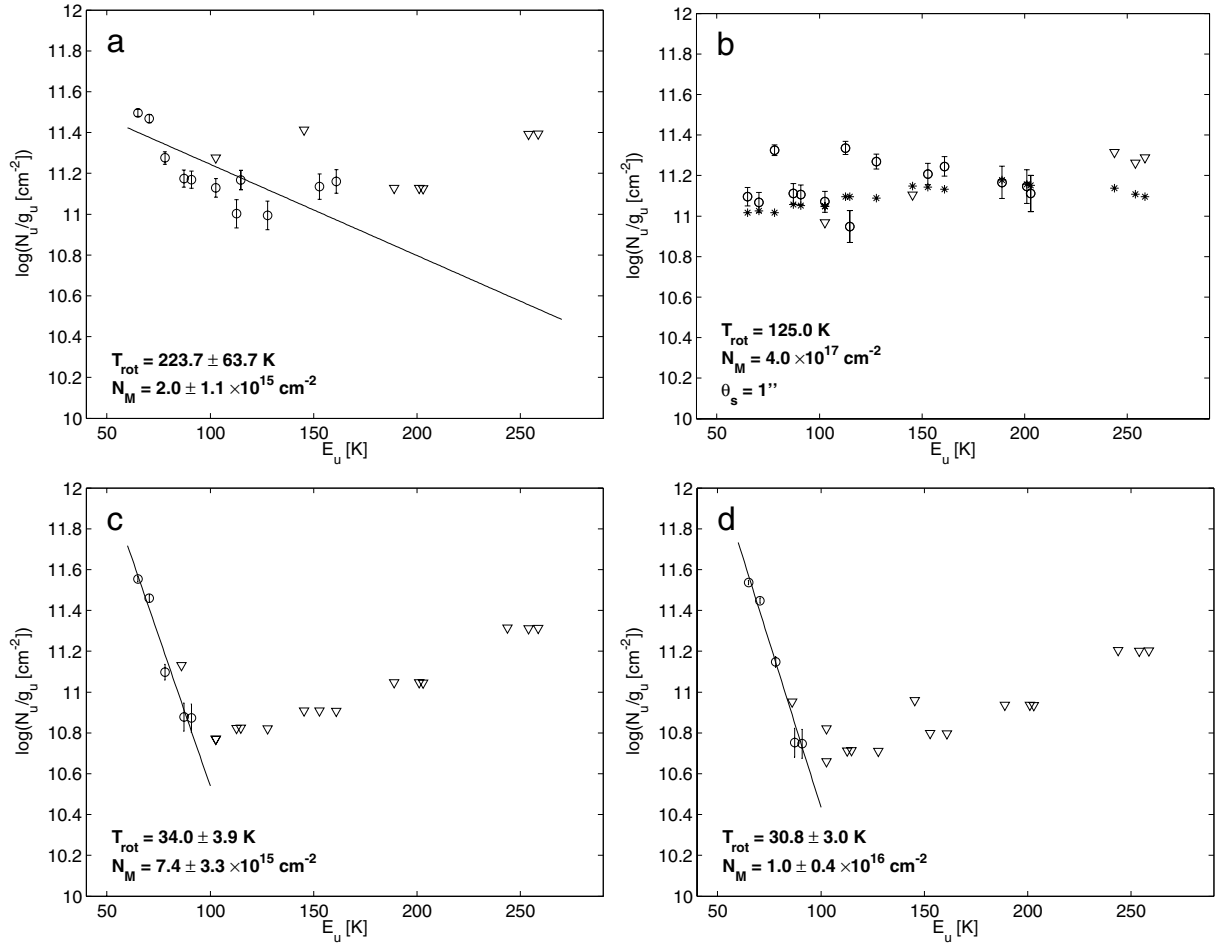 a
12
11.8
11.6
11.4
11.2
11
10.8
10.6
10.4
10.2
10
log(N_u/g_u [cm^-2])
T_rot = 223.7 ± 63.7 K
N_M = 2.0 ± 1.1 ×10^15 cm^-2
50 100 150 200 250
E_u [K]
b
12
11.8
11.6
11.4
11.2
11
10.8
10.6
10.4
10.2
10
log(N_u/g_u [cm^-2])
T_rot = 125.0 K
N_M = 4.0 ×10^17 cm^-2
θ_s = 1’’
50 100 150 200 250
E_u [K]
c
12
11.8
11.6
11.4
11.2
11
10.8
10.6
10.4
10.2
10
log(N_u/g_u [cm^-2])
T_rot = 34.0 ± 3.9 K
N_M = 7.4 ± 3.3 ×10^15 cm^-2
50 100 150 200 250
E_u [K]
d
12
11.8
11.6
11.4
11.2
11
10.8
10.6
10.4
10.2
10
log(N_u/g_u [cm^-2])
T_rot = 30.8 ± 3.0 K
N_M = 1.0 ± 0.4 ×10^16 cm^-2
50 100 150 200 250
E_u [K]